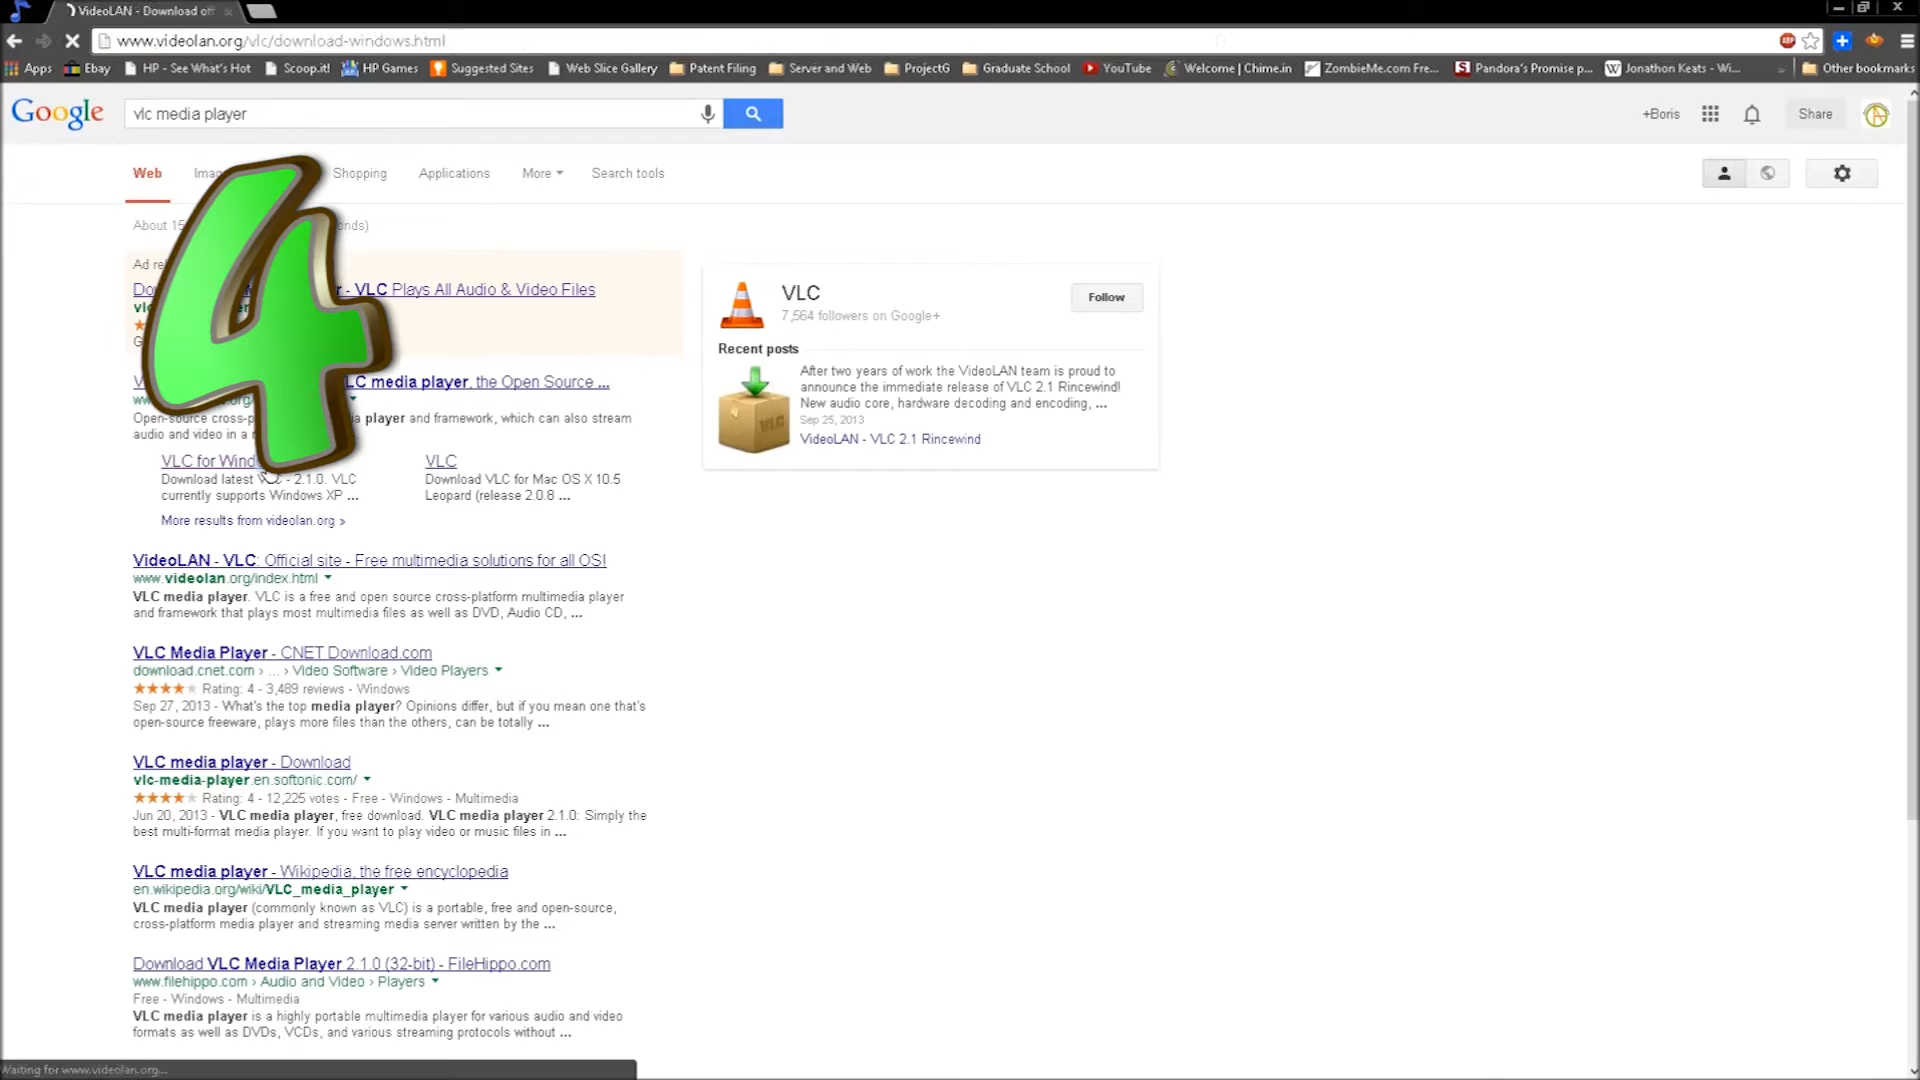 VideoLAN - Download of
www.videolan.org/vlc/download-windows.html
Apps Ebay HP - See What's Hot Scoop.it! HP Games Suggested Sites Web Slice Gallery Patent Filing Server and Web ProjectG Graduate School YouTube Welcome | Chime.in ZombieMe.com Fre... Pandora's Promise p... Jonathon Keats - Wi... Other bookmarks
Google vlc media player +Boris Share
Web Shopping Applications More Search tools
About
4
- VLC Plays All Audio & Video Files
VLC media player, the Open Source ...
Open-source player and framework, which can also stream
audio and video in a
VLC for Wind VLC
Download latest VLC - 2.1.0. VLC Download VLC for Mac OS X 10.5
currently supports Windows XP ... Leopard (release 2.0.8 ...
More results from videolan.org »
VideoLAN - VLC: Official site - Free multimedia solutions for all OS!
www.videolan.org/index.html
VLC media player. VLC is a free and open source cross-platform multimedia player
and framework that plays most multimedia files as well as DVD, Audio CD, ...
VLC Media Player - CNET Download.com
download.cnet.com › ... › Video Software › Video Players
Rating: 4 - 3,489 reviews - Windows
Sep 27, 2013 - What's the top media player? Opinions differ, but if you mean one that's
open-source freeware, plays more files than the others, can be totally ...
VLC media player - Download
vlc-media-player.en.softonic.com/
Rating: 4 - 12,225 votes - Free - Windows - Multimedia
Jun 20, 2013 - VLC media player, free download. VLC media player 2.1.0: Simply the
best multi-format media player. If you want to play video or music files in ...
VLC media player - Wikipedia, the free encyclopedia
en.wikipedia.org/wiki/VLC_media_player
VLC media player (commonly known as VLC) is a portable, free and open-source,
cross-platform media player and streaming media server written by the ...
Download VLC Media Player 2.1.0 (32-bit) - FileHippo.com
www.filehippo.com › Audio and Video › Players
Free - Windows - Multimedia
VLC media player is a highly portable multimedia player for various audio and video
formats as well as DVDs, VCDs, and various streaming protocols without ...
VLC
7,564 followers on Google+
Follow
Recent posts
After two years of work the VideoLAN team is proud to
announce the immediate release of VLC 2.1 Rincewind!
New audio core, hardware decoding and encoding, ...
Sep 25, 2013
VideoLAN - VLC 2.1 Rincewind
Waiting for www.videolan.org...